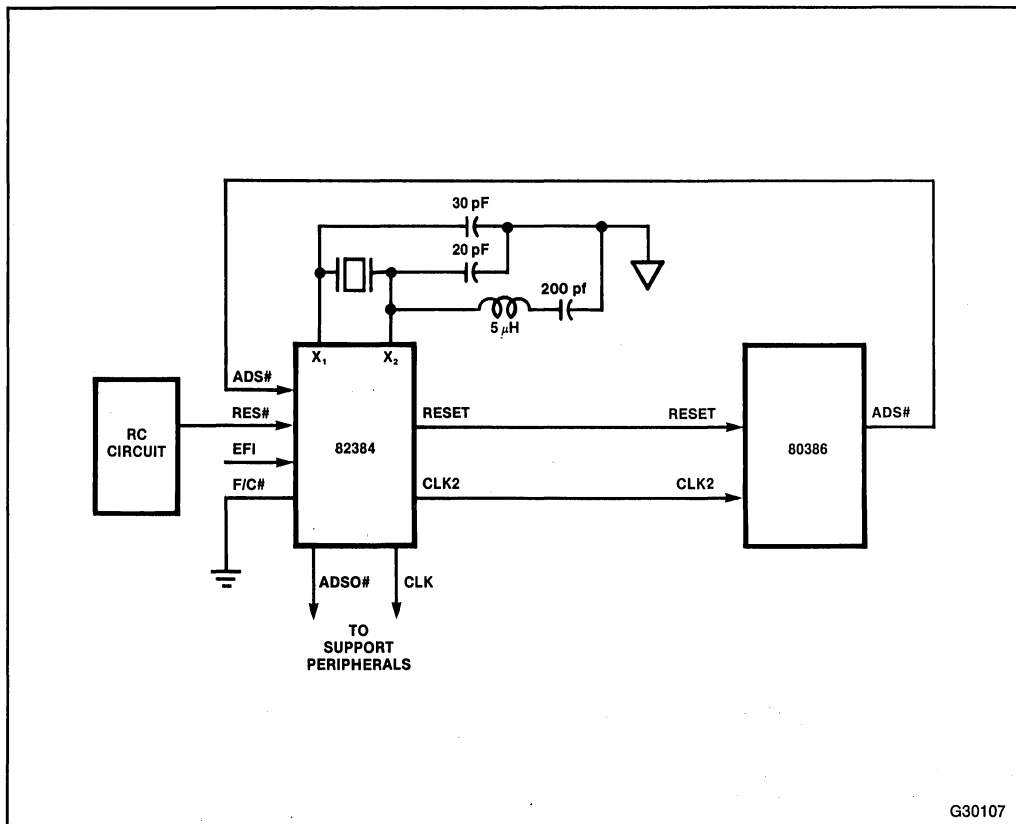 30 pF
20 pF
200 pf
5 μH
X₁
X₂
ADS#
RES#
EFI
F/C#
RC
CIRCUIT
82384
RESET
RESET
CLK2
CLK2
80386
ADS#
ADSO#
CLK
TO
SUPPORT
PERIPHERALS
G30107